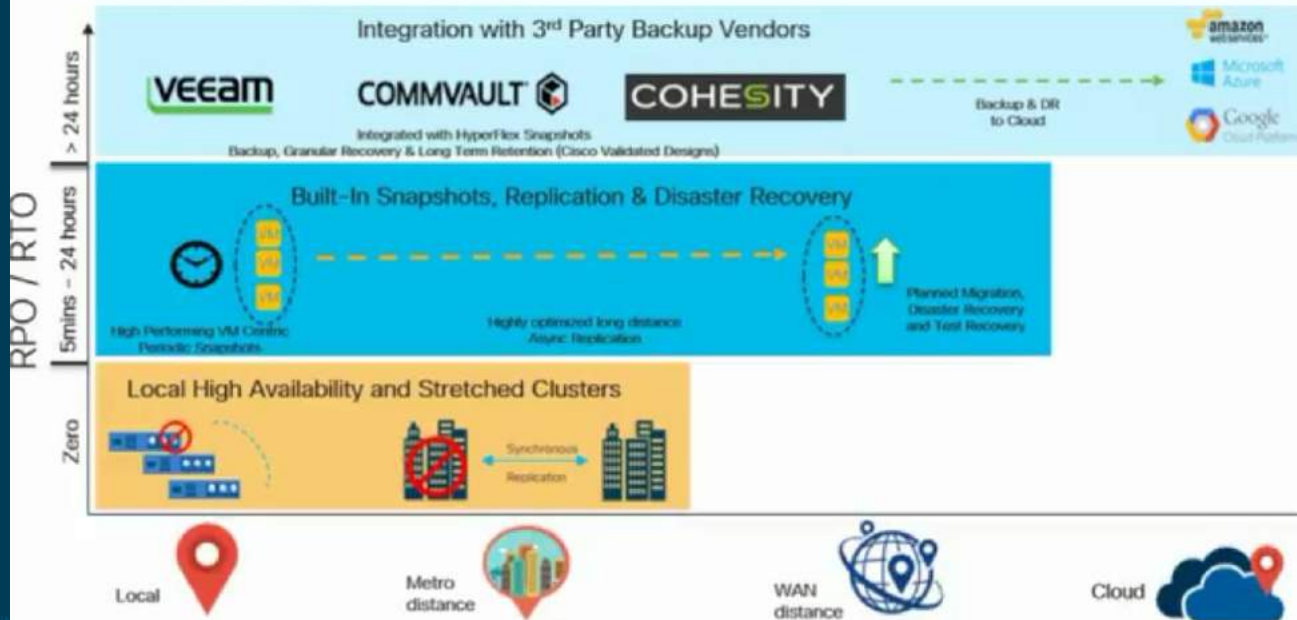 Integration with 3rd Party Backup Vendors
veeam
COMMVAULT
COHESITY
Integrated with HyperFlex Snapshots
Backup, Granular Recovery & Long Term Retention (Cisco Validated Designs)
Backup & DR
to Cloud
amazon
webservices™
Microsoft
Azure
Google
Cloud Platform
> 24 hours
Built-In Snapshots, Replication & Disaster Recovery
VM
VM
VM
High Performing VM Centric
Periodic Snapshots
Highly optimized long distance
Async Replication
VM
VM
VM
Planned Migration,
Disaster Recovery
and Test Recovery
RPO / RTO
5mins - 24 hours
Local High Availability and Stretched Clusters
Synchronous
Replication
Zero
Local
Metro
distance
WAN
distance
Cloud